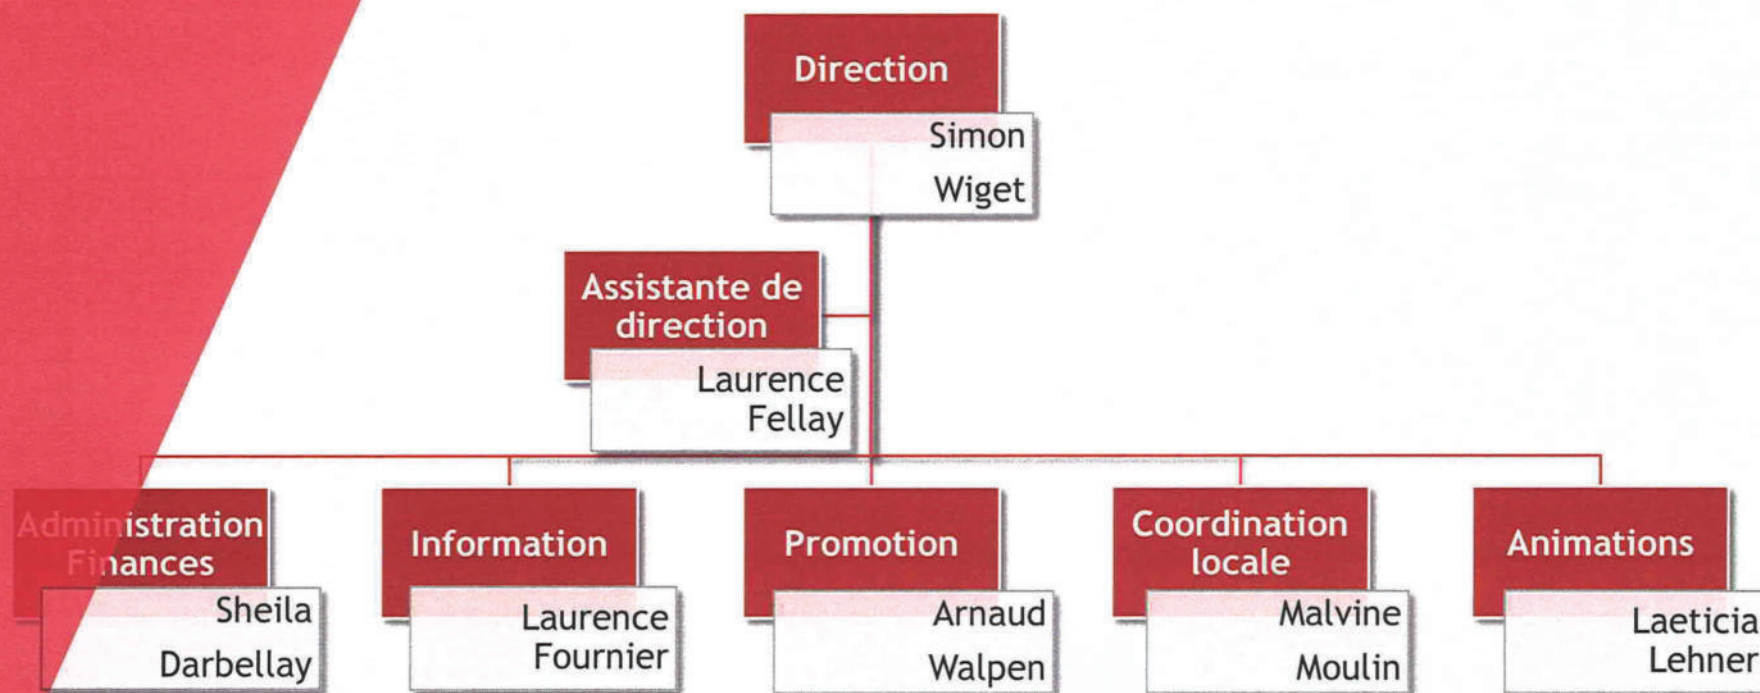 Direction
Simon
Wiget
Assistante de
direction
Laurence
Fellay
Administration
Finances
Sheila
Darbellay
Information
Laurence
Fournier
Promotion
Arnaud
Walpen
Coordination
locale
Malvine
Moulin
Animations
Laeticia
Lehner